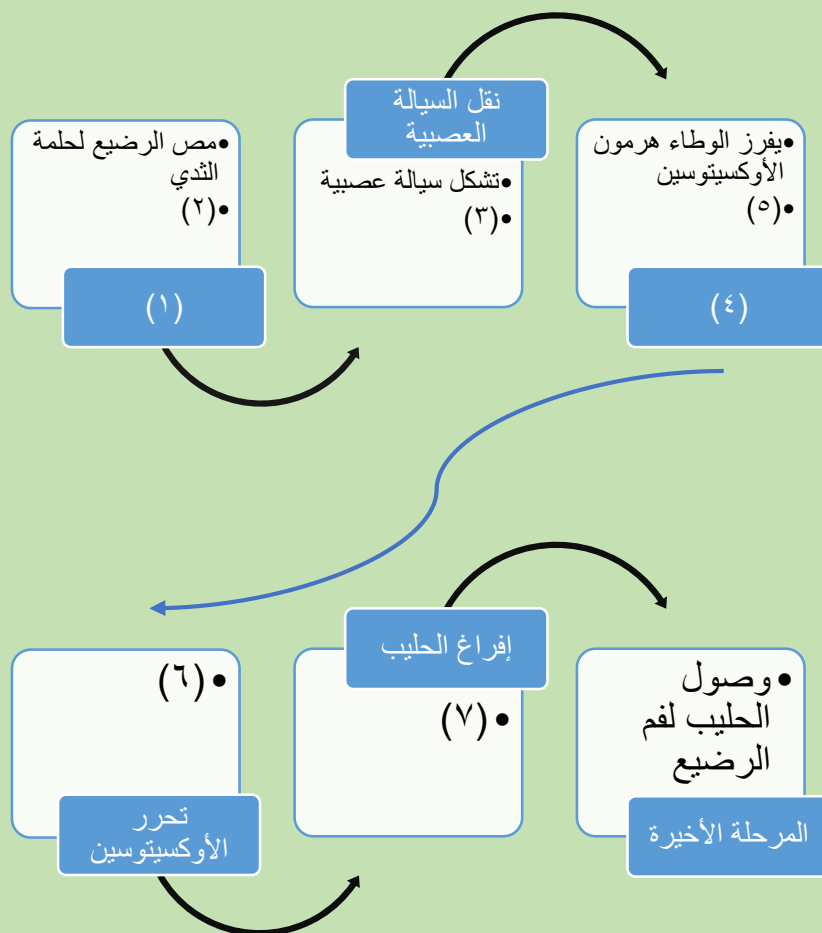 •مص الرضيع لحلمة
الثدي
•(٢)
(١)
نقل السيالة
العصبية
•تشكل سيالة عصبية
•(٣)
•يفرز الوطاء هرمون
الأوكسيتوسين
•(٥)
(٤)
•(٦)
تحرر
الأوكسيتوسين
إفراغ الحليب
•(٧)
•وصول
الحليب لفم
الرضيع
المرحلة الأخيرة